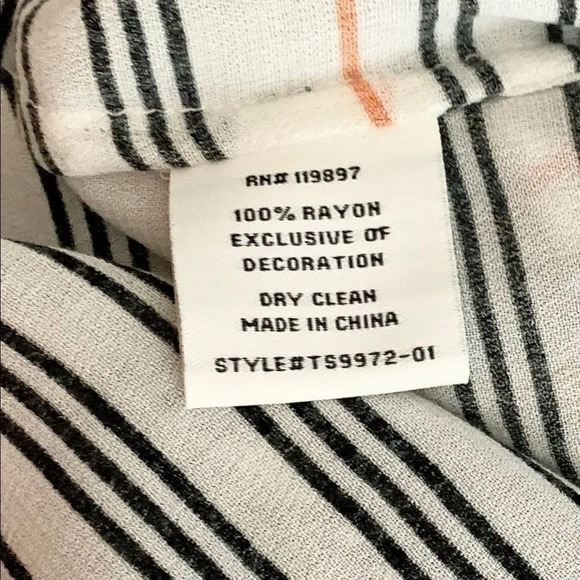 RN# 119897
100% RAYON
EXCLUSIVE OF
DECORATION
DRY CLEAN
MADE IN CHINA
STYLE#TS9972-01